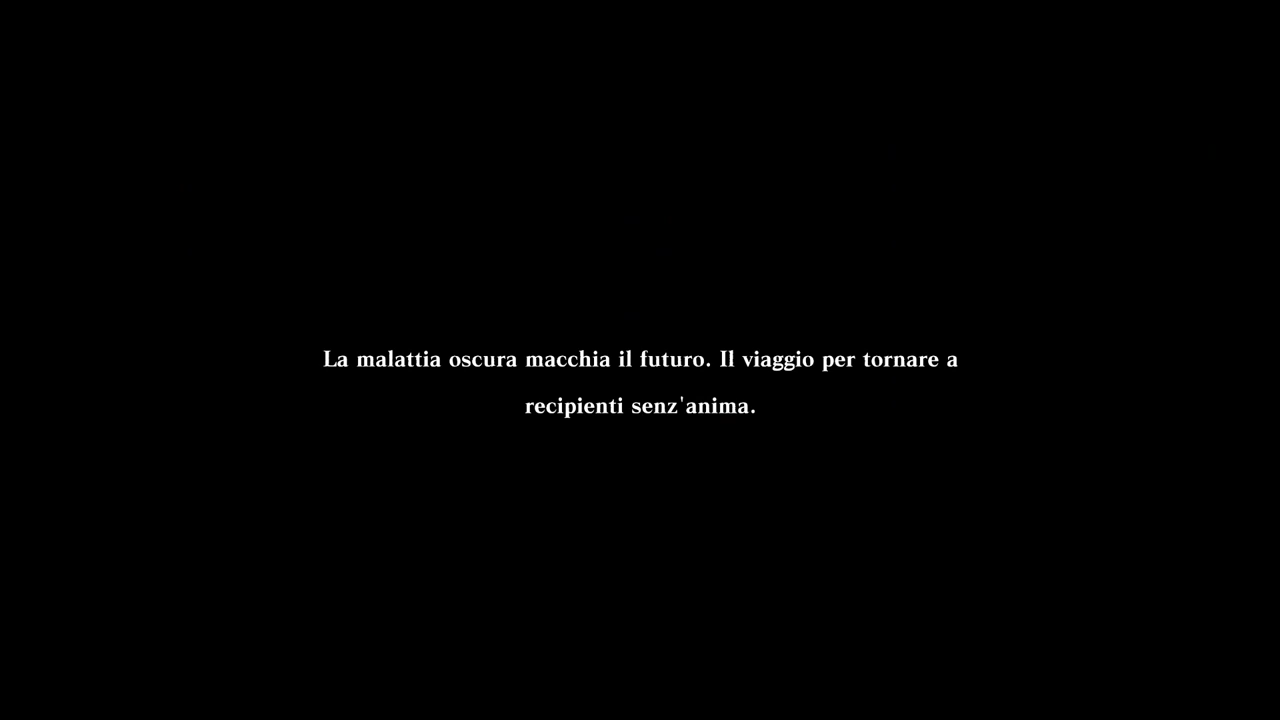 La malattia oscura macchia il futuro. Il viaggio per tornare a
recipienti senz'anima.